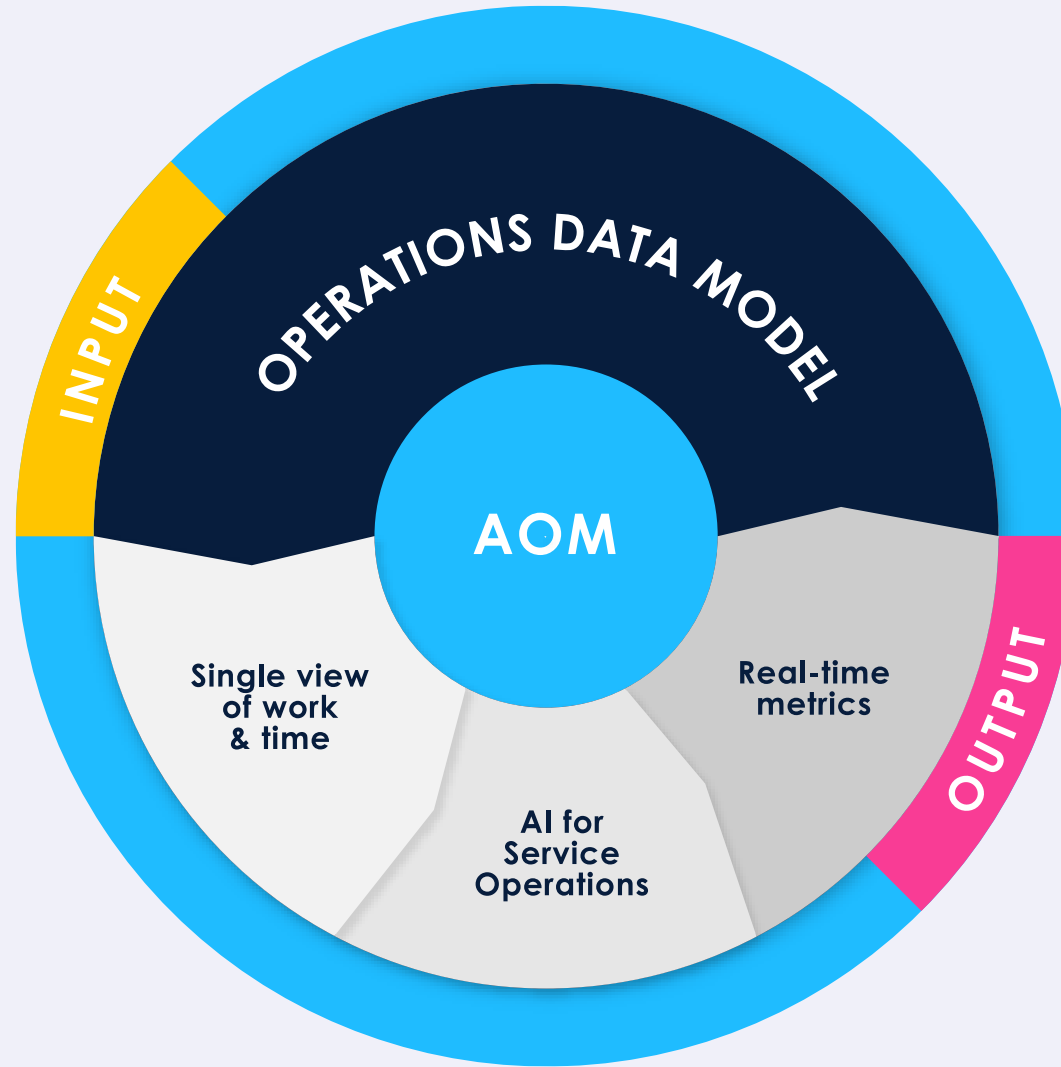 OPERATIONS DATA MODEL
INPUT
AOM
Single view
of work
& time
Real-time
metrics
OUTPUT
AI for
Service
Operations